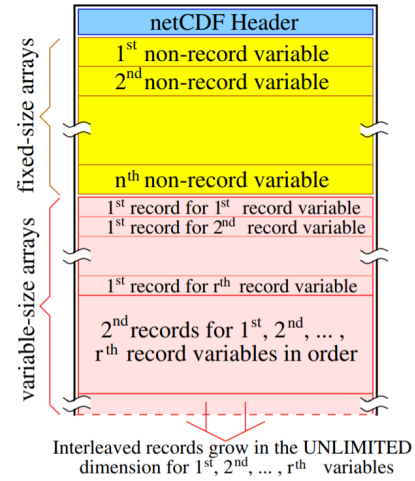 netCDF Header
1st non-record variable
2nd non-record variable
nth non-record variable
1st record for 1st record variable
1st record for 2nd record variable
1st record for rth record variable
2nd records for 1st, 2nd, ... ,
rth record variables in order
fixed-size arrays
variable-size arrays
Interleaved records grow in the UNLIMITED
dimension for 1st, 2nd, ... , rth variables